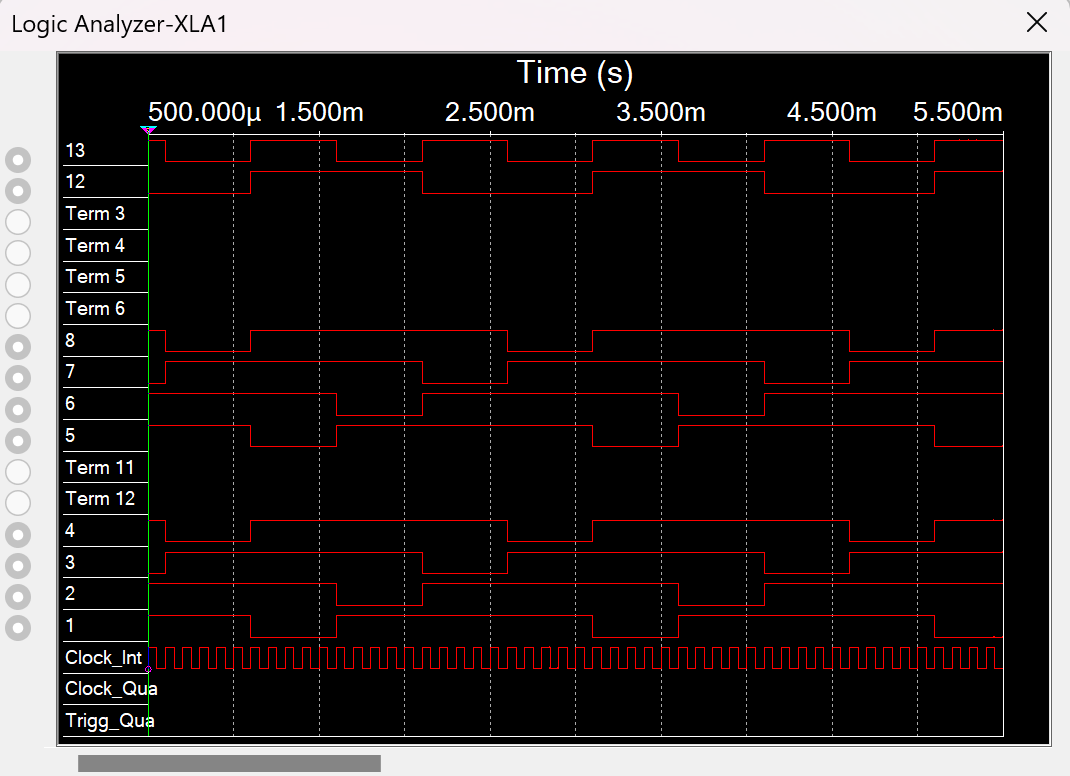 Logic Analyzer-XLA1
Time (s)
500.000µ 1.500m 2.500m 3.500m 4.500m 5.500m
13
12
Term 3
Term 4
Term 5
Term 6
8
7
6
5
Term 11
Term 12
4
3
2
1
Clock_Int
Clock_Qua
Trigg_Qua